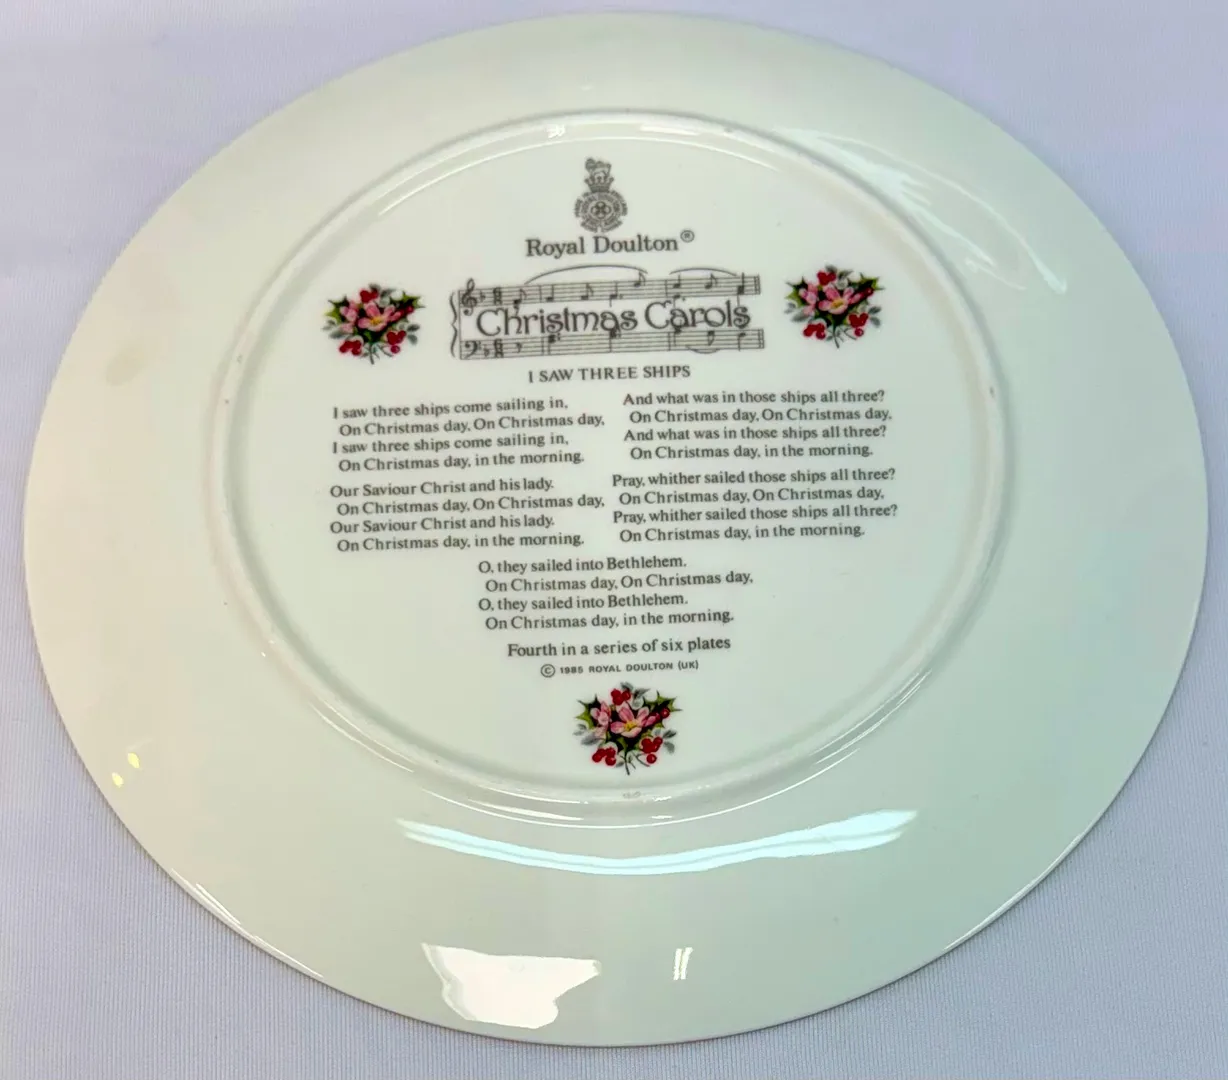 Royal Doulton®
Christmas Carols
I SAW THREE SHIPS
I saw three ships come sailing in,
On Christmas day, On Christmas day,
I saw three ships come sailing in,
On Christmas day, in the morning.
Our Saviour Christ and his lady.
On Christmas day, On Christmas day,
Our Saviour Christ and his lady.
On Christmas day, in the morning.
And what was in those ships all three?
On Christmas day, On Christmas day,
And what was in those ships all three?
On Christmas day, in the morning.
Pray, whither sailed those ships all three?
On Christmas day, On Christmas day,
Pray, whither sailed those ships all three?
On Christmas day, in the morning.
O, they sailed into Bethlehem.
On Christmas day, On Christmas day,
O, they sailed into Bethlehem.
On Christmas day, in the morning.
Fourth in a series of six plates
© 1985 ROYAL DOULTON (UK)